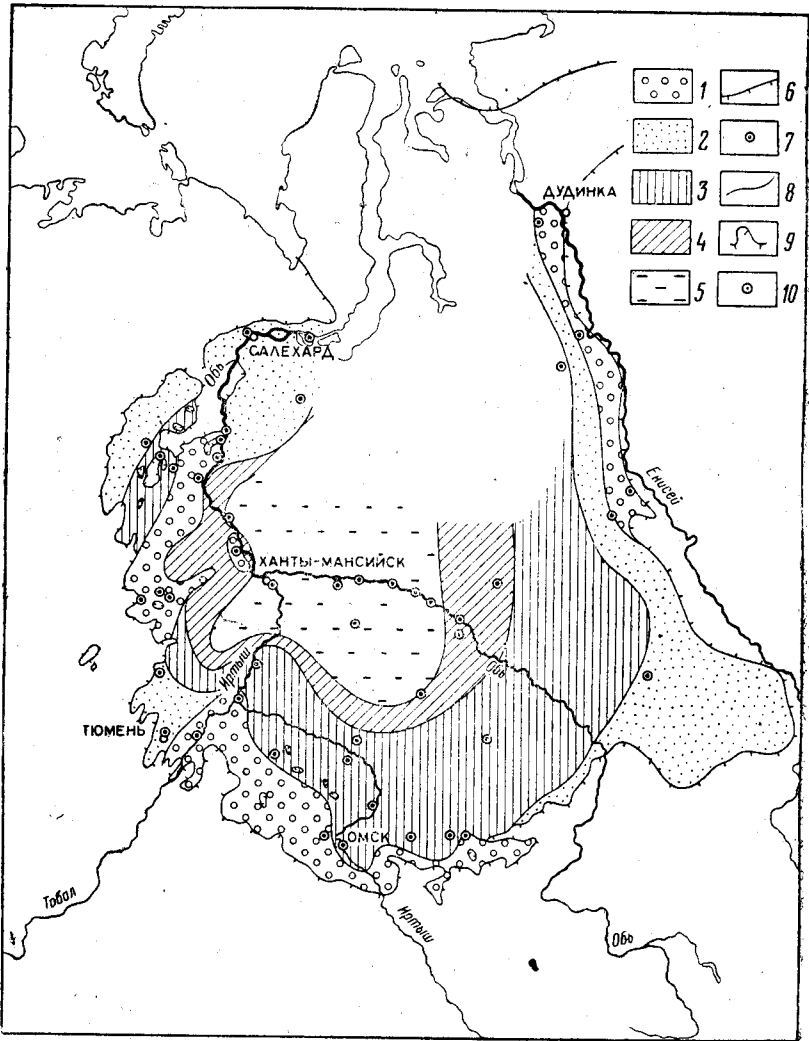 1 6
2 7
ДУДИНКА
3 8
4 9
5 10
САЛЕХАРД
Обь
Енисей
ХАНТЫ-МАНСИЙСК
Иртыш
Обь
ТЮМЕНЬ
ОМСК
Тобол
Иртыш
Обь